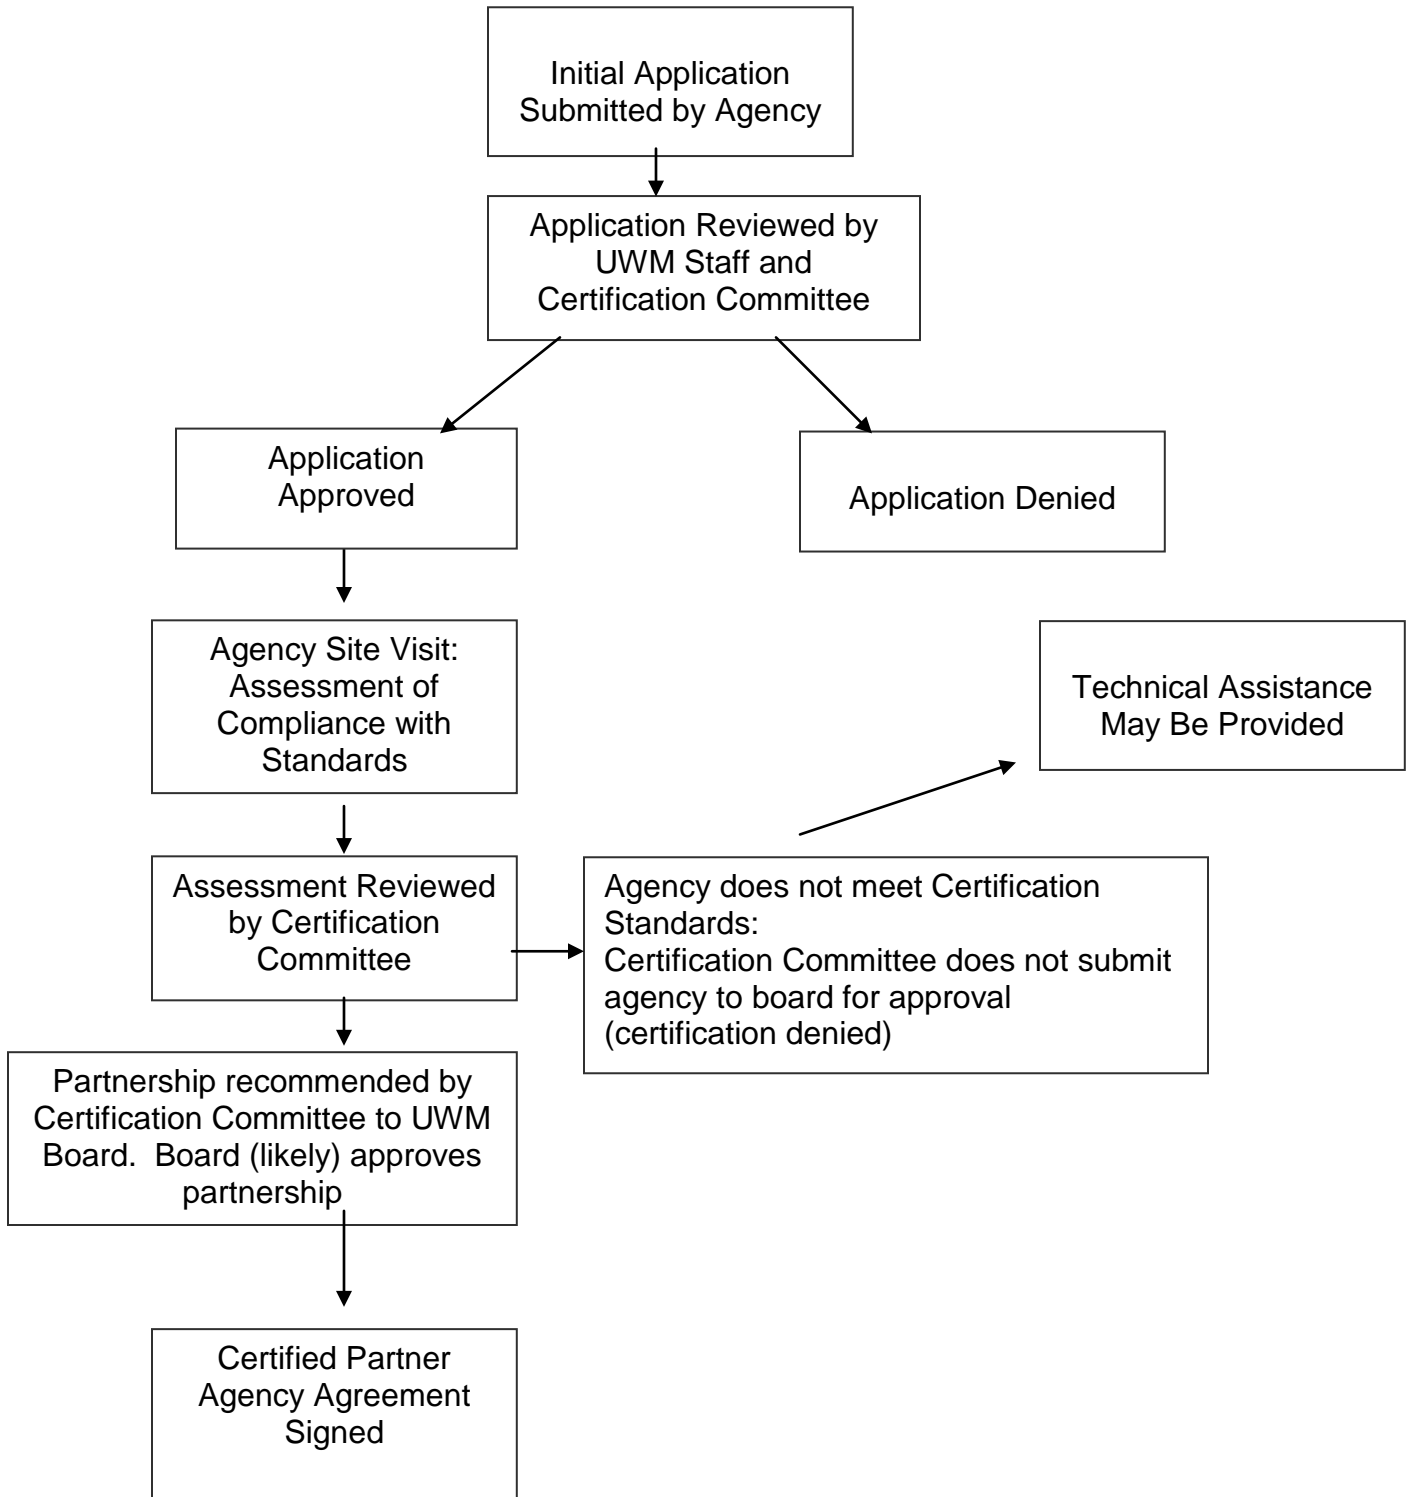 Initial Application
Submitted by Agency
Application Reviewed by
UWM Staff and
Certification Committee
Application
Approved
Application Denied
Agency Site Visit:
Assessment of
Compliance with
Standards
Technical Assistance
May Be Provided
Assessment Reviewed
by Certification
Committee
Agency does not meet Certification
Standards:
Certification Committee does not submit
agency to board for approval
(certification denied)
Partnership recommended by
Certification Committee to UWM
Board.  Board (likely) approves
partnership
Certified Partner
Agency Agreement
Signed